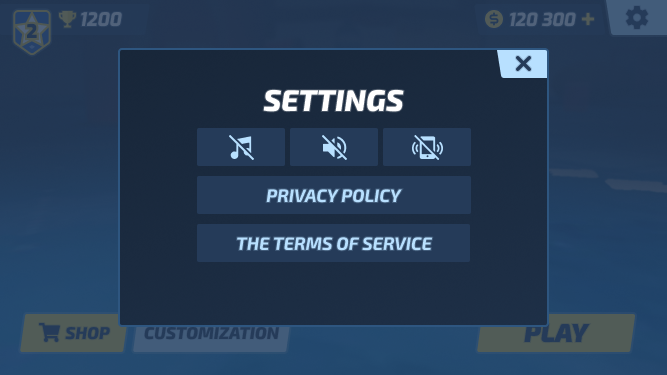 2
1200
120 300 +
SETTINGS
PRIVACY POLICY
THE TERMS OF SERVICE
SHOP
CUSTOMIZATION
PLAY